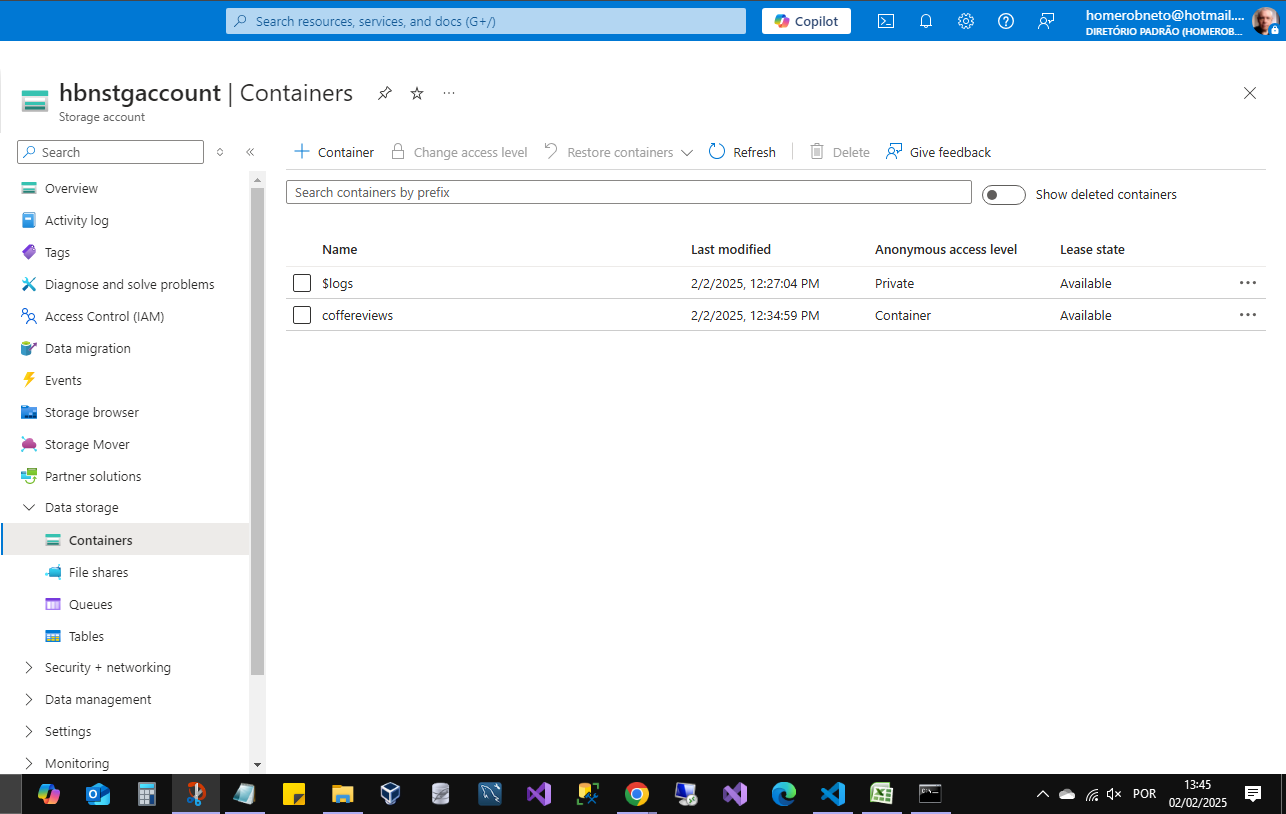 Search resources, services, and docs (G+/)
Copilot
homerobneto@hotmail....
DIRETÓRIO PADRÃO (HOMEROB...
hbnstgaccount | Containers
Storage account
Search
Container
Change access level
Restore containers
Refresh
Delete
Give feedback
Search containers by prefix
Show deleted containers
Overview
Activity log
Tags
Diagnose and solve problems
Access Control (IAM)
Data migration
Events
Storage browser
Storage Mover
Partner solutions
Data storage
Containers
File shares
Queues
Tables
Security + networking
Data management
Settings
Monitoring
Name Last modified Anonymous access level Lease state
$logs 2/2/2025, 12:27:04 PM Private Available
coffereviews 2/2/2025, 12:34:59 PM Container Available
POR
13:45
02/02/2025